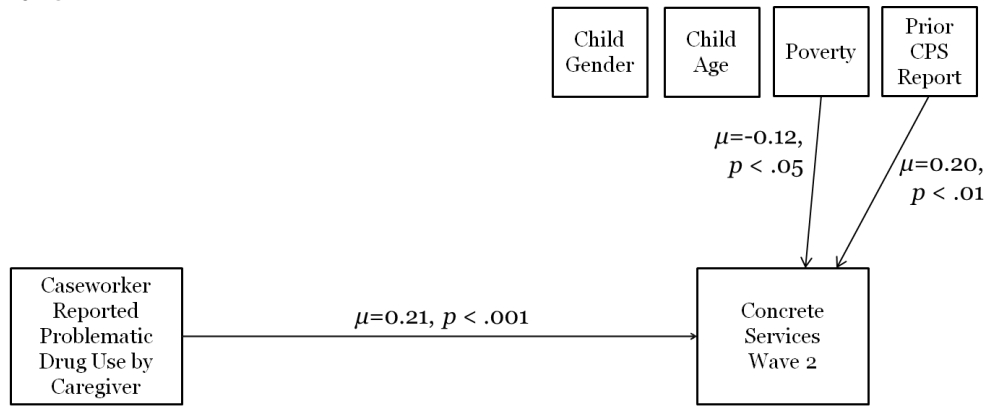 Child
Gender
Child
Age
Poverty
Prior
CPS
Report
μ=-0.12,
p < .05
μ=0.20,
p < .01
Caseworker
Reported
Problematic
Drug Use by
Caregiver
μ=0.21, p < .001
Concrete
Services
Wave 2